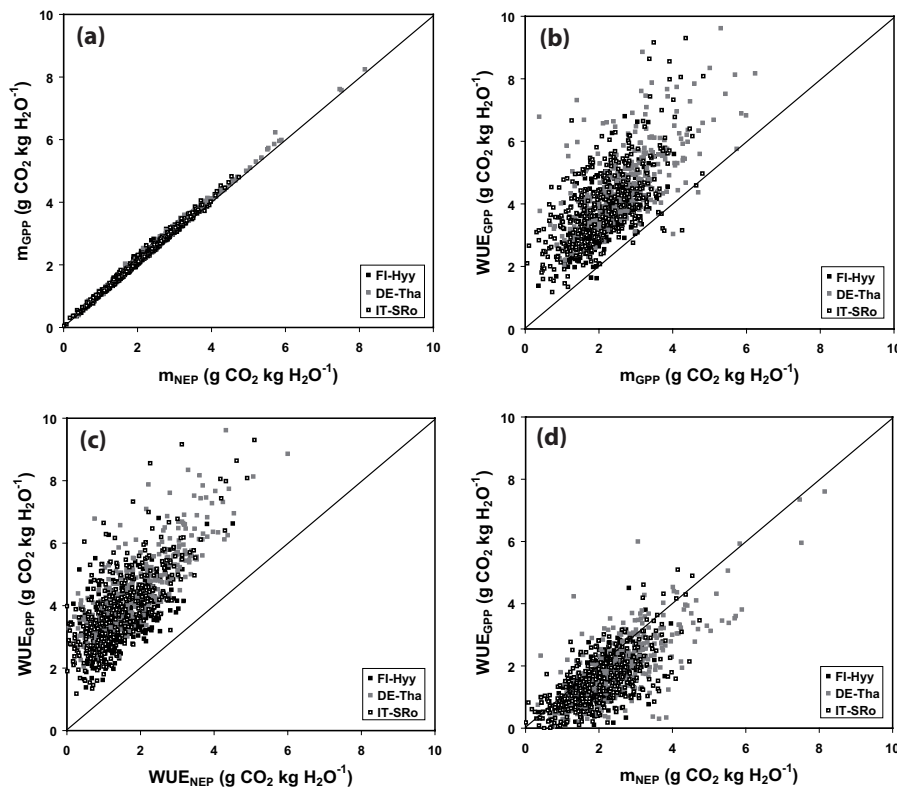 (a)
10
8
6
4
2
0
m_GPP (g CO₂ kg H₂O⁻¹)
0 2 4 6 8 10
m_NEP (g CO₂ kg H₂O⁻¹)
FI-Hyy
DE-Tha
IT-SRo
(b)
10
8
6
4
2
0
WUE_GPP (g CO₂ kg H₂O⁻¹)
0 2 4 6 8 10
m_GPP (g CO₂ kg H₂O⁻¹)
FI-Hyy
DE-Tha
IT-SRo
(c)
10
8
6
4
2
0
WUE_GPP (g CO₂ kg H₂O⁻¹)
0 2 4 6 8 10
WUE_NEP (g CO₂ kg H₂O⁻¹)
FI-Hyy
DE-Tha
IT-SRo
(d)
10
8
6
4
2
0
WUE_GPP (g CO₂ kg H₂O⁻¹)
0 2 4 6 8 10
m_NEP (g CO₂ kg H₂O⁻¹)
FI-Hyy
DE-Tha
IT-SRo